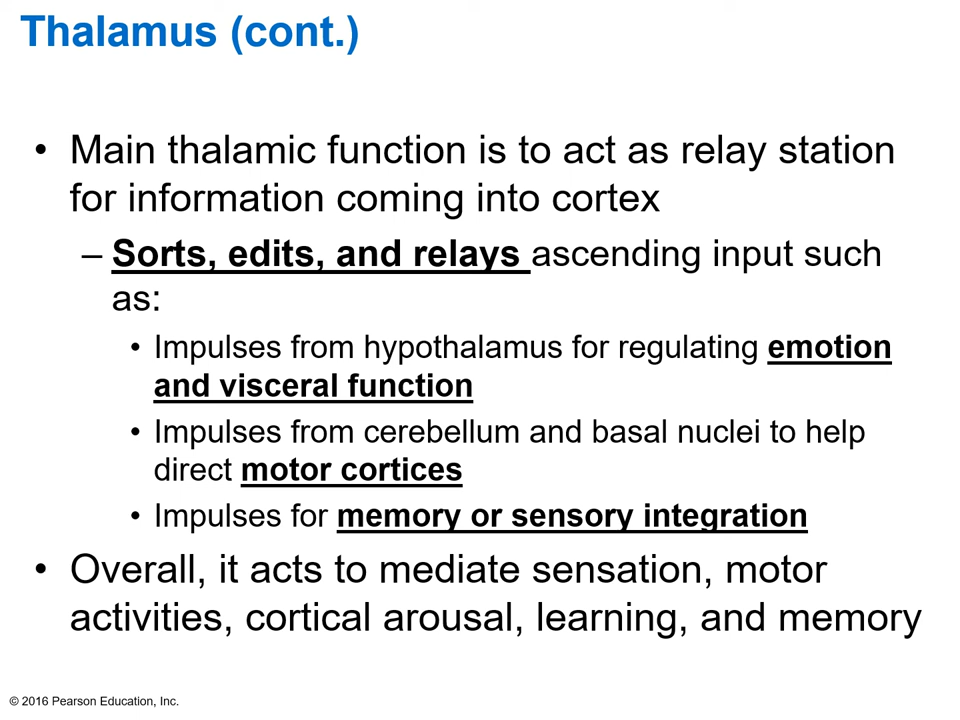 Thalamus (cont.)
• Main thalamic function is to act as relay station
for information coming into cortex
– Sorts, edits, and relays ascending input such
as:
• Impulses from hypothalamus for regulating emotion
and visceral function
• Impulses from cerebellum and basal nuclei to help
direct motor cortices
• Impulses for memory or sensory integration
• Overall, it acts to mediate sensation, motor
activities, cortical arousal, learning, and memory
© 2016 Pearson Education, Inc.